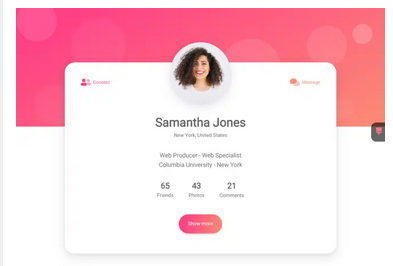 Connect
Message
Samantha Jones
New York, United States
Web Producer - Web Specialist
Columbia University - New York
65
43
21
Friends
Photos
Comments
Show more